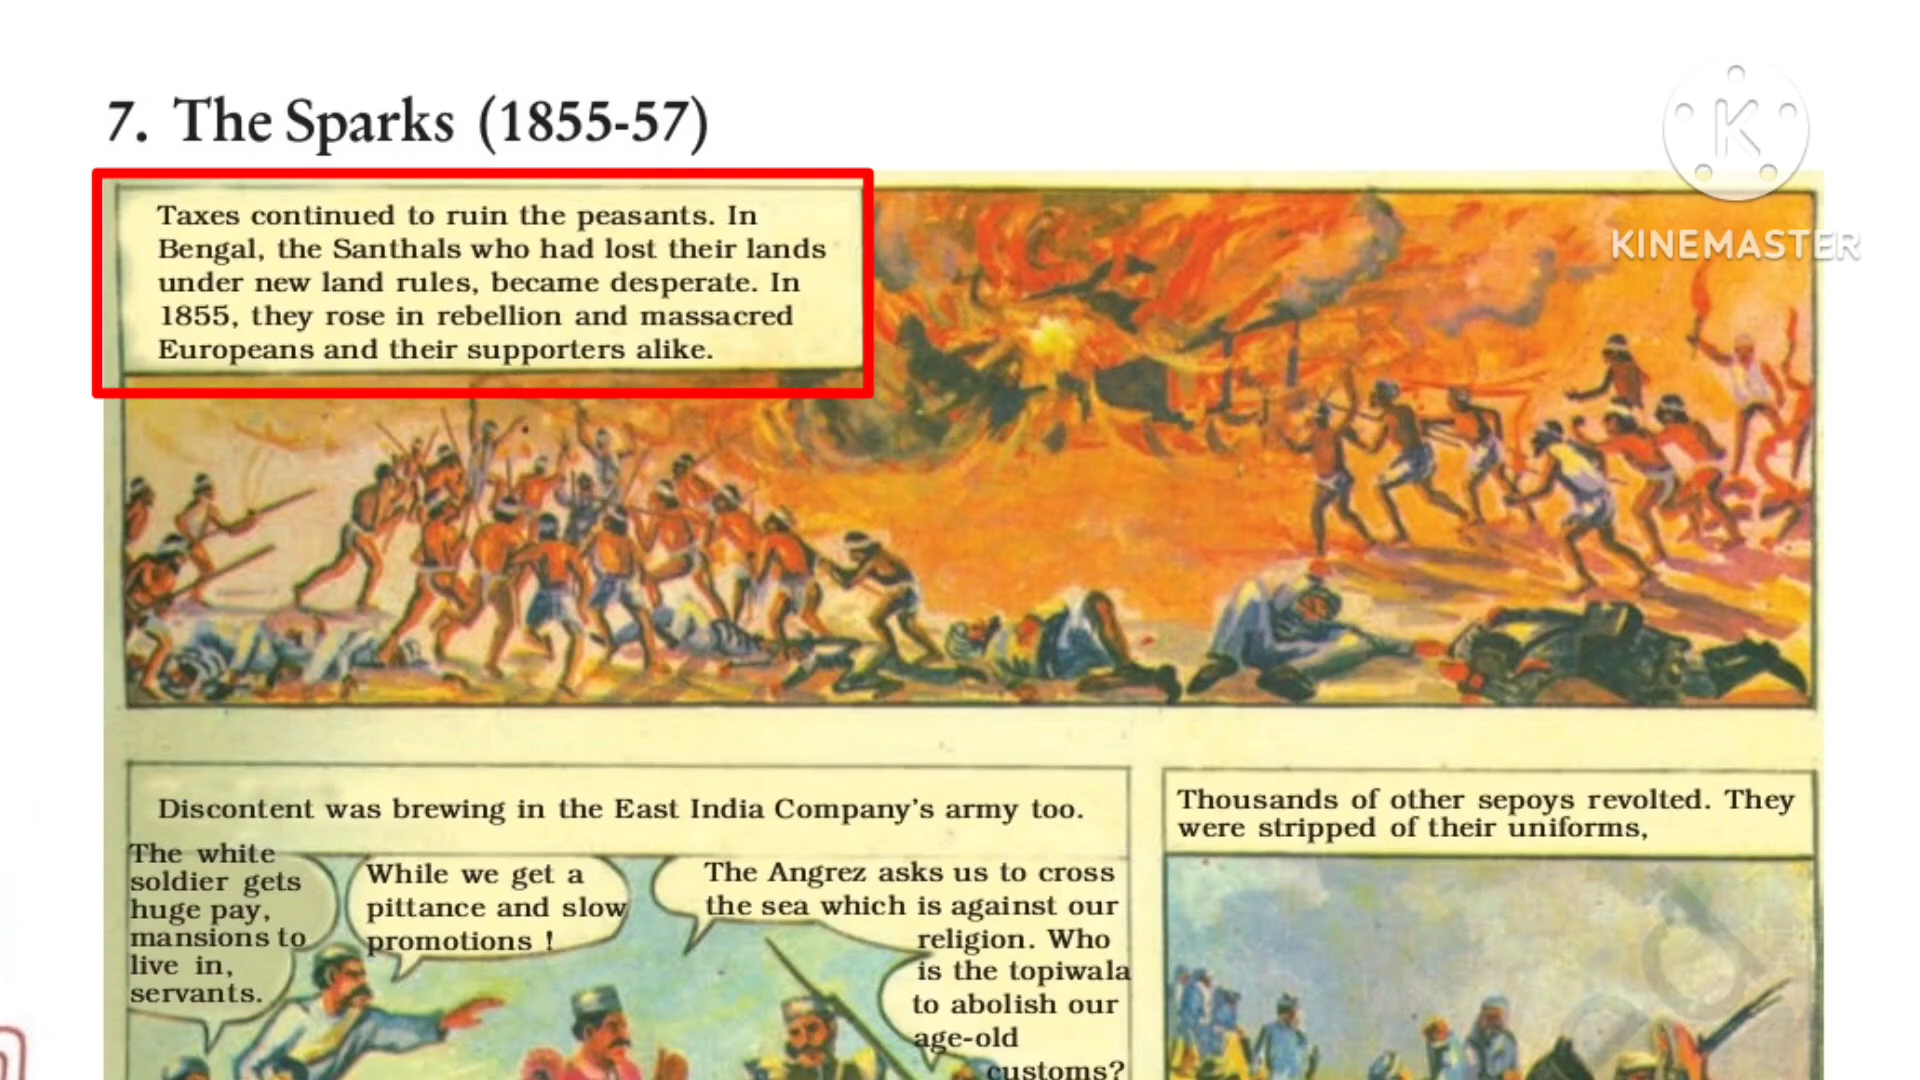 7. The Sparks (1855-57)
K
KINEMASTER
Taxes continued to ruin the peasants. In
Bengal, the Santhals who had lost their lands
under new land rules, became desperate. In
1855, they rose in rebellion and massacred
Europeans and their supporters alike.
Discontent was brewing in the East India Company's army too.
The white
soldier gets
huge pay,
mansions to
live in,
servants.
While we get a
pittance and slow
promotions !
The Angrez asks us to cross
the sea which is against our
religion. Who
is the topiwala
to abolish our
age-old
customs?
Thousands of other sepoys revolted. They
were stripped of their uniforms,